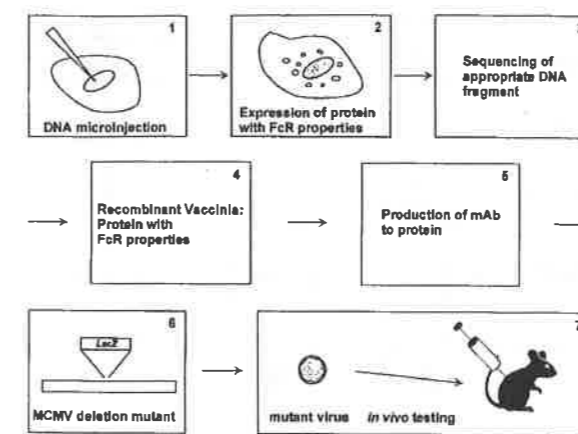 1
DNA microinjection
2
Expression of protein
with FcR properties
Sequencing of
appropriate DNA
fragment
4
Recombinant Vaccinia:
Protein with
FcR properties
5
Production of mAb
to protein
6
LacZ
MCMV deletion mutant
7
mutant virus in vivo testing